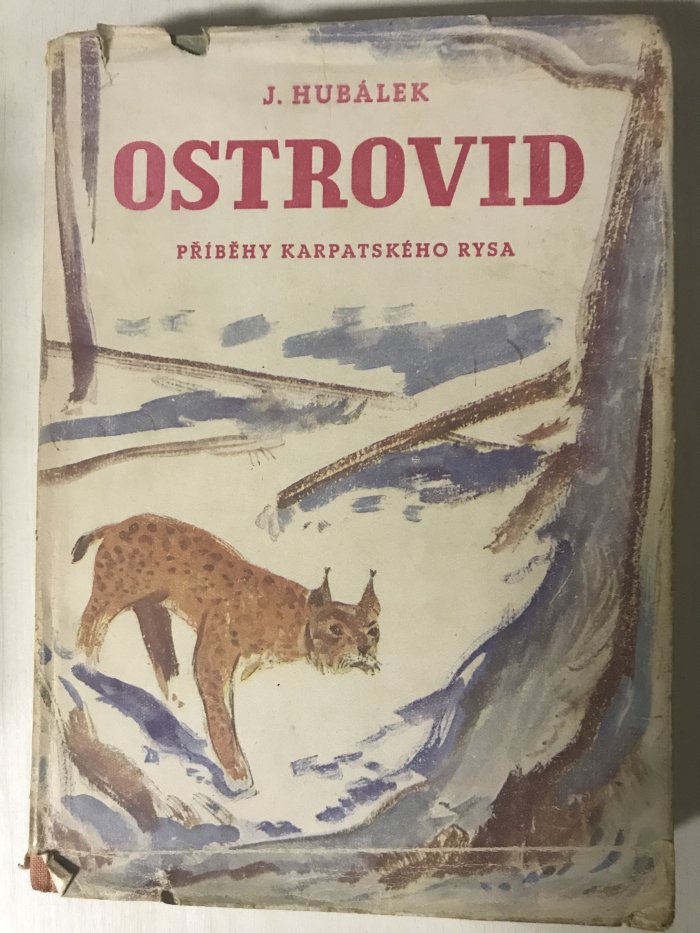 J. HUBÁLEK
OSTROVID
PŘÍBĚHY KARPATSKÉHO RYSA